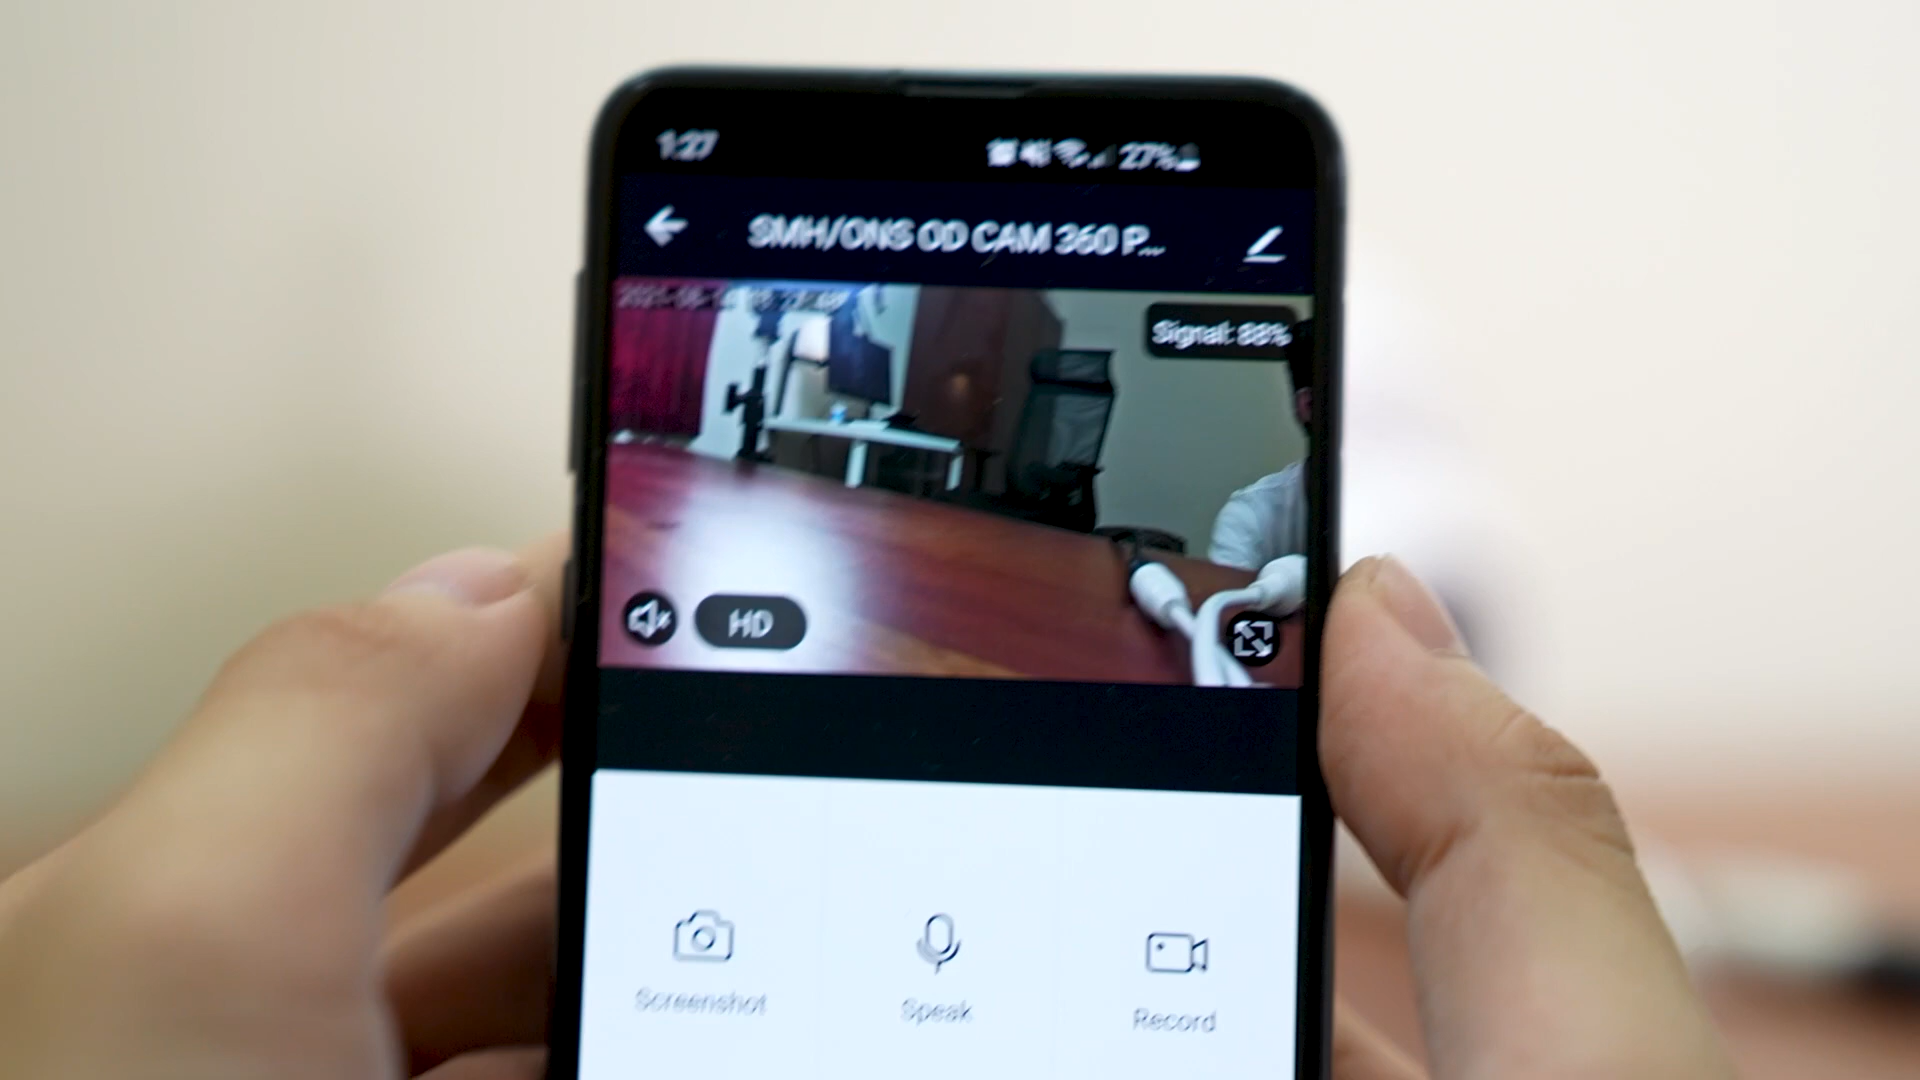 1:27
27%
SMH/ONS OD CAM 360 P...
Signal: 88%
HD
Screenshot
Speak
Record